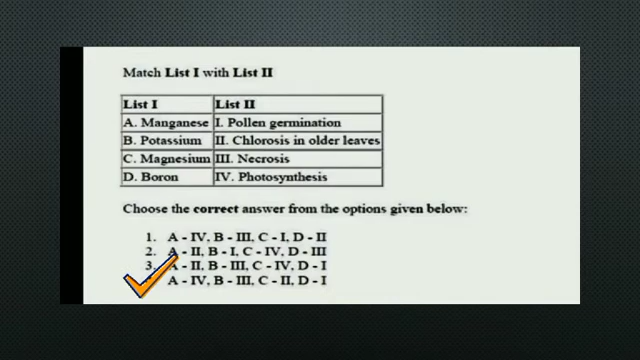 Match List I with List II
List I List II
A. Manganese I. Pollen germination
B. Potassium II. Chlorosis in older leaves
C. Magnesium III. Necrosis
D. Boron IV. Photosynthesis
Choose the correct answer from the options given below:
1. A - IV, B - III, C - I, D - II
2. A - II, B - I, C - IV, D - III
3. A - II, B - III, C - IV, D - I
A - IV, B - III, C - II, D - I